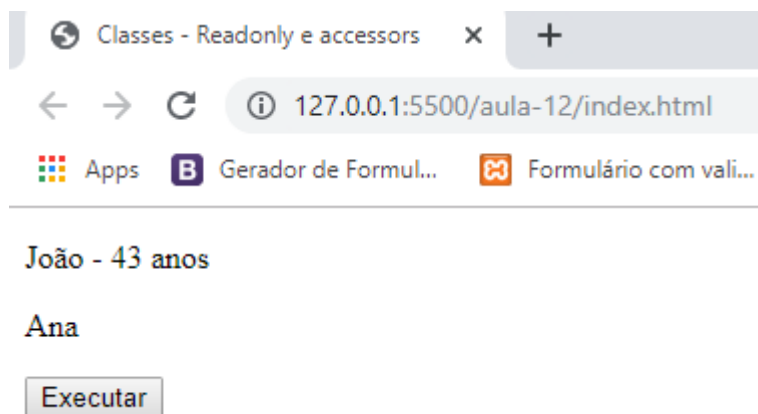 Classes - Readonly e accessors
127.0.0.1:5500/aula-12/index.html
Apps B Gerador de Formul... Formulário com vali...
João - 43 anos
Ana
Executar